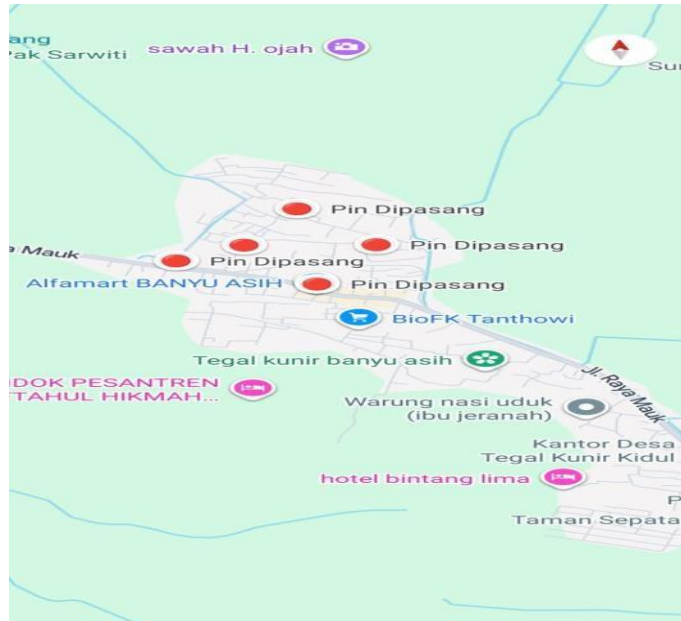 ang
Pak Sarwiti
sawah H. ojah
Sur
Pin Dipasang
a Mauk
Pin Dipasang
Pin Dipasang
Alfamart BANYU ASIH
Pin Dipasang
BioFK Tanthowi
Tegal kunir banyu asih
Jl. Raya Mauk
DOK PESANTREN
TAHUL HIKMAH...
Warung nasi uduk
(ibu jeranah)
Kantor Desa
Tegal Kunir Kidul
hotel bintang lima
P
Taman Sepata